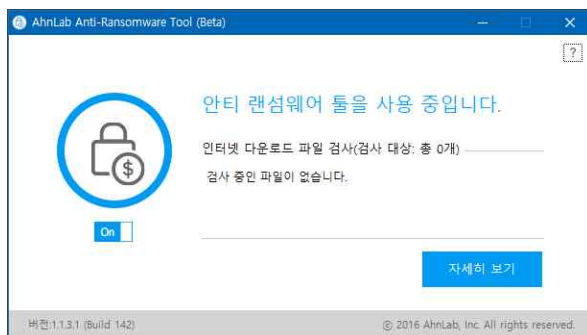 AhnLab Anti-Ransomware Tool (Beta)
?
안티 랜섬웨어 툴을 사용 중입니다.
인터넷 다운로드 파일 검사(검사 대상: 총 0개)
검사 중인 파일이 없습니다.
$
On
자세히 보기
버전:1.1.3.1 (Build 142)
© 2016 AhnLab, Inc. All rights reserved.